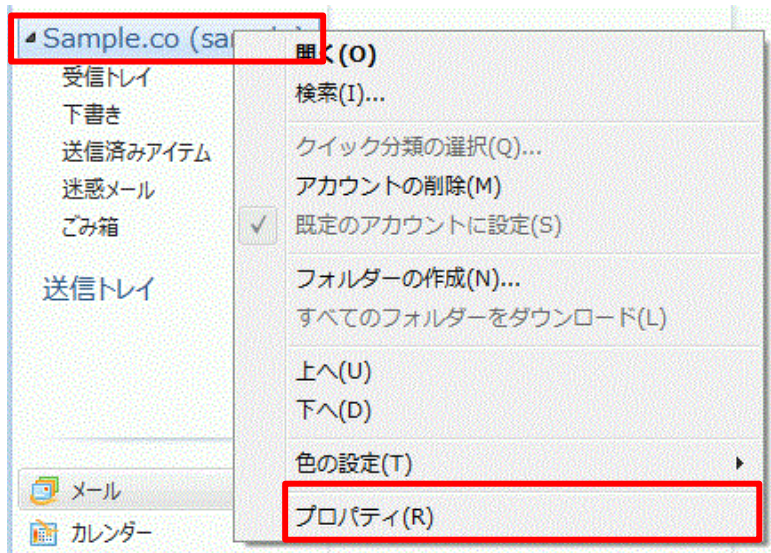 Sample.co (sa
受信トレイ
下書き
送信済みアイテム
迷惑メール
ごみ箱
送信トレイ
メール
カレンダー
開く(O)
検索(I)...
クイック分類の選択(Q)...
アカウントの削除(M)
既定のアカウントに設定(S)
フォルダーの作成(N)...
すべてのフォルダーをダウンロード(L)
上へ(U)
下へ(D)
色の設定(T)
プロパティ(R)